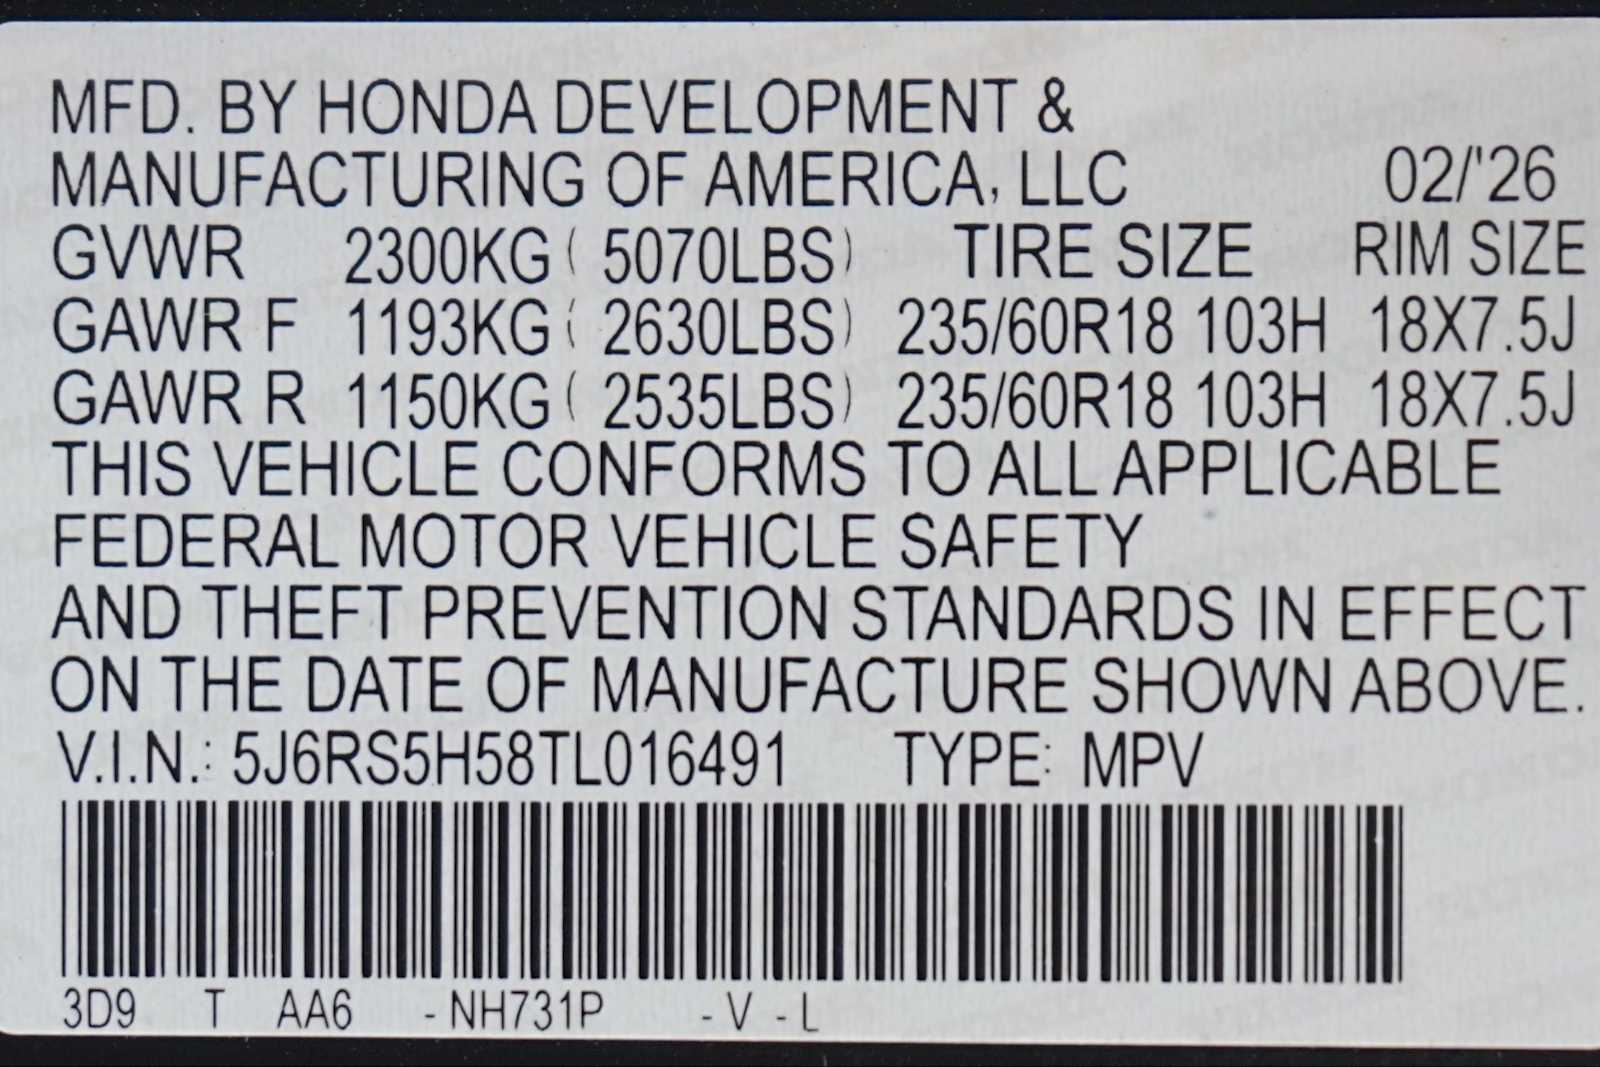 MFD. BY HONDA DEVELOPMENT &
MANUFACTURING OF AMERICA, LLC 02/'26
GVWR 2300KG ( 5070LBS) TIRE SIZE RIM SIZE
GAWR F 1193KG ( 2630LBS) 235/60R18 103H 18X7.5J
GAWR R 1150KG ( 2535LBS) 235/60R18 103H 18X7.5J
THIS VEHICLE CONFORMS TO ALL APPLICABLE
FEDERAL MOTOR VEHICLE SAFETY
AND THEFT PREVENTION STANDARDS IN EFFECT
ON THE DATE OF MANUFACTURE SHOWN ABOVE.
V.I.N.: 5J6RS5H58TL016491 TYPE: MPV
3D9 T AA6 - NH731P - V - L